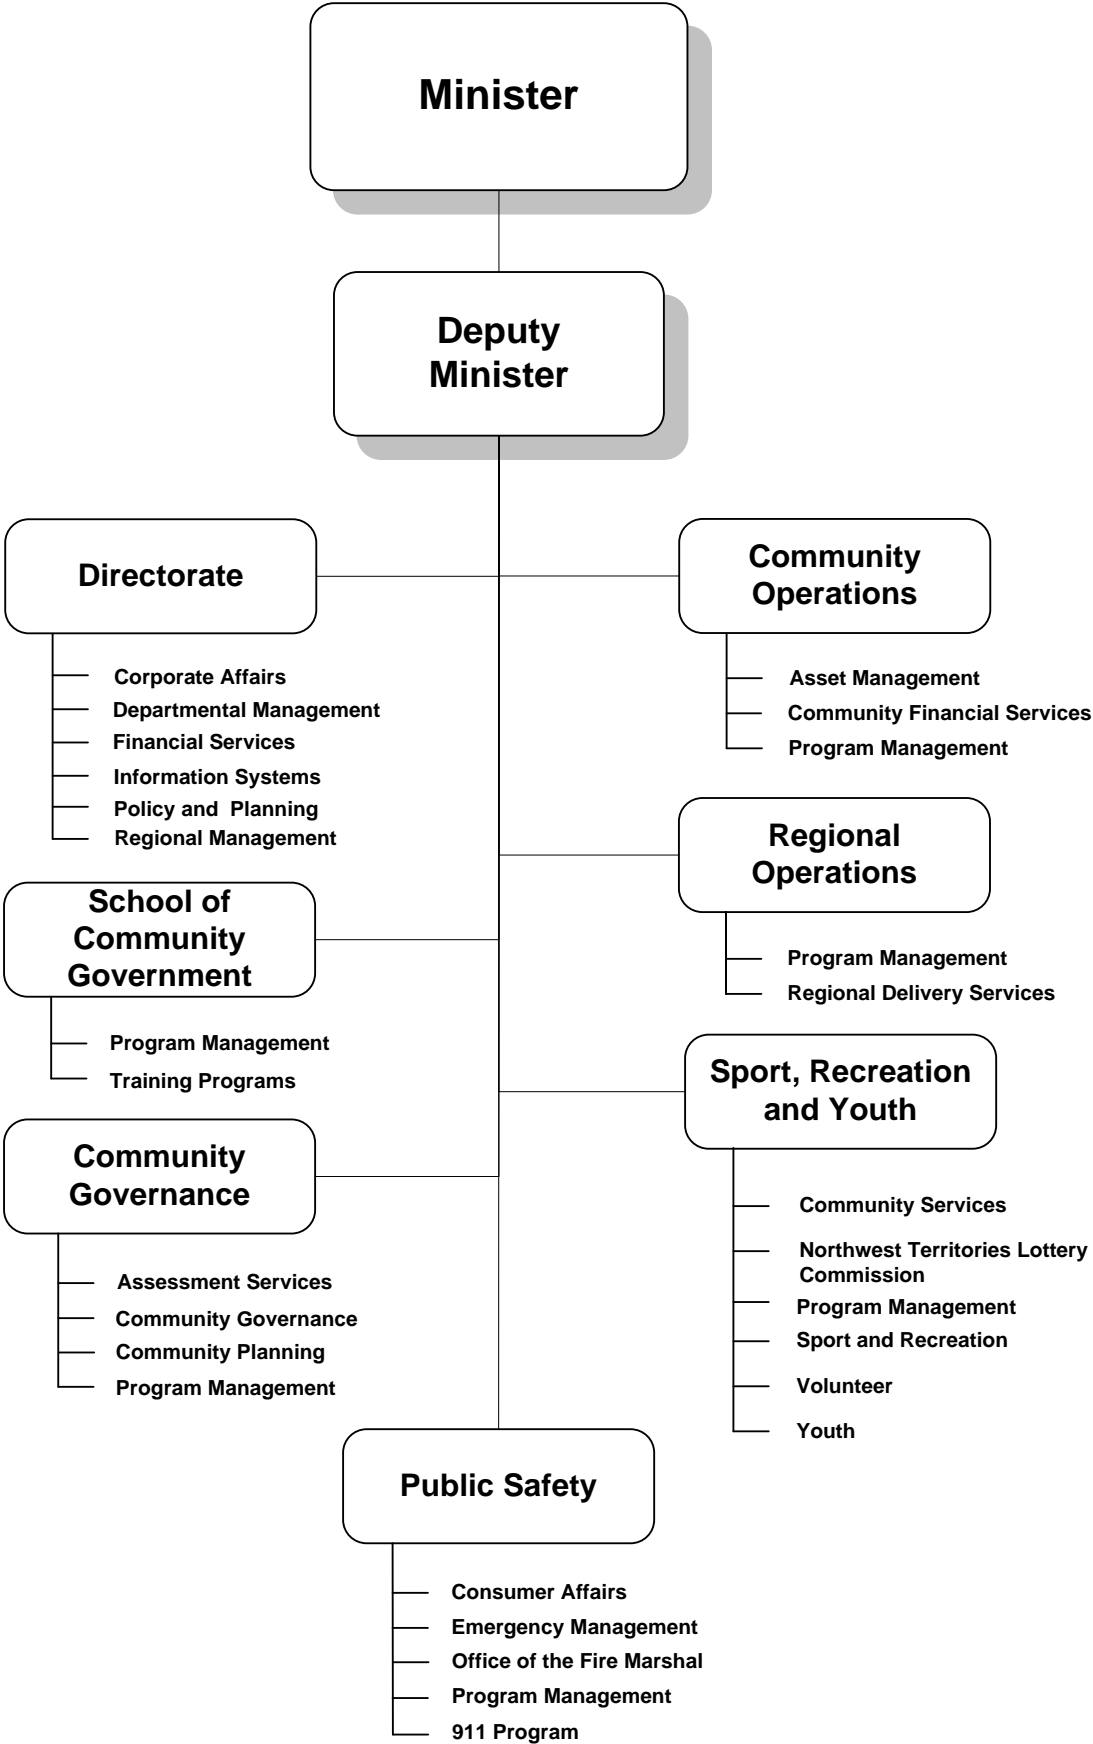 Minister
Deputy
Minister
Directorate
Corporate Affairs
Departmental Management
Financial Services
Information Systems
Policy and  Planning
Regional Management
School of
Community
Government
Program Management
Training Programs
Community
Governance
Assessment Services
Community Governance
Community Planning
Program Management
Community
Operations
Asset Management
Community Financial Services
Program Management
Regional
Operations
Program Management
Regional Delivery Services
Sport, Recreation
and Youth
Community Services
Northwest Territories Lottery
Commission
Program Management
Sport and Recreation
Volunteer
Youth
Public Safety
Consumer Affairs
Emergency Management
Office of the Fire Marshal
Program Management
911 Program